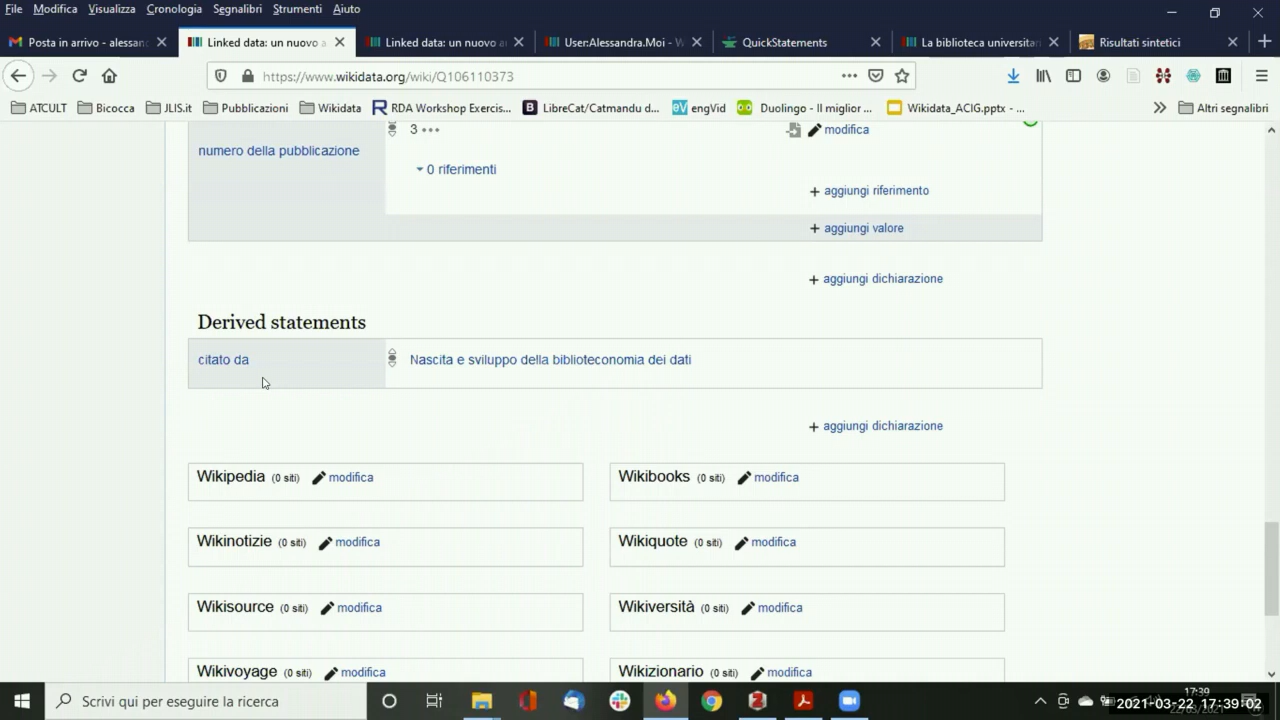 File Modifica Visualizza Cronologia Segnalibri Strumenti Aiuto
Posta in arrivo - alessan
Linked data: un nuovo a
Linked data: un nuovo a
User:Alessandra.Moi - W
QuickStatements
La biblioteca universitar
Risultati sintetici
https://www.wikidata.org/wiki/Q106110373
ATCULT Bicocca JLIS.it Pubblicazioni Wikidata RDA Workshop Exercis... LibreCat/Catmandu d... engVid Duolingo - Il miglior ... Wikidata_ACIG.pptx - ... Altri segnalibri
3
modifica
numero della pubblicazione
0 riferimenti
+ aggiungi riferimento
+ aggiungi valore
+ aggiungi dichiarazione
Derived statements
citato da
Nascita e sviluppo della biblioteconomia dei dati
+ aggiungi dichiarazione
Wikipedia (0 siti) modifica
Wikibooks (0 siti) modifica
Wikinotizie (0 siti) modifica
Wikiquote (0 siti) modifica
Wikisource (0 siti) modifica
Wikiversità (0 siti) modifica
Wikivoyage (0 siti) modifica
Wikizionario (0 siti) modifica
Scrivi qui per eseguire la ricerca
17:39
2021-03-22 17:39:02